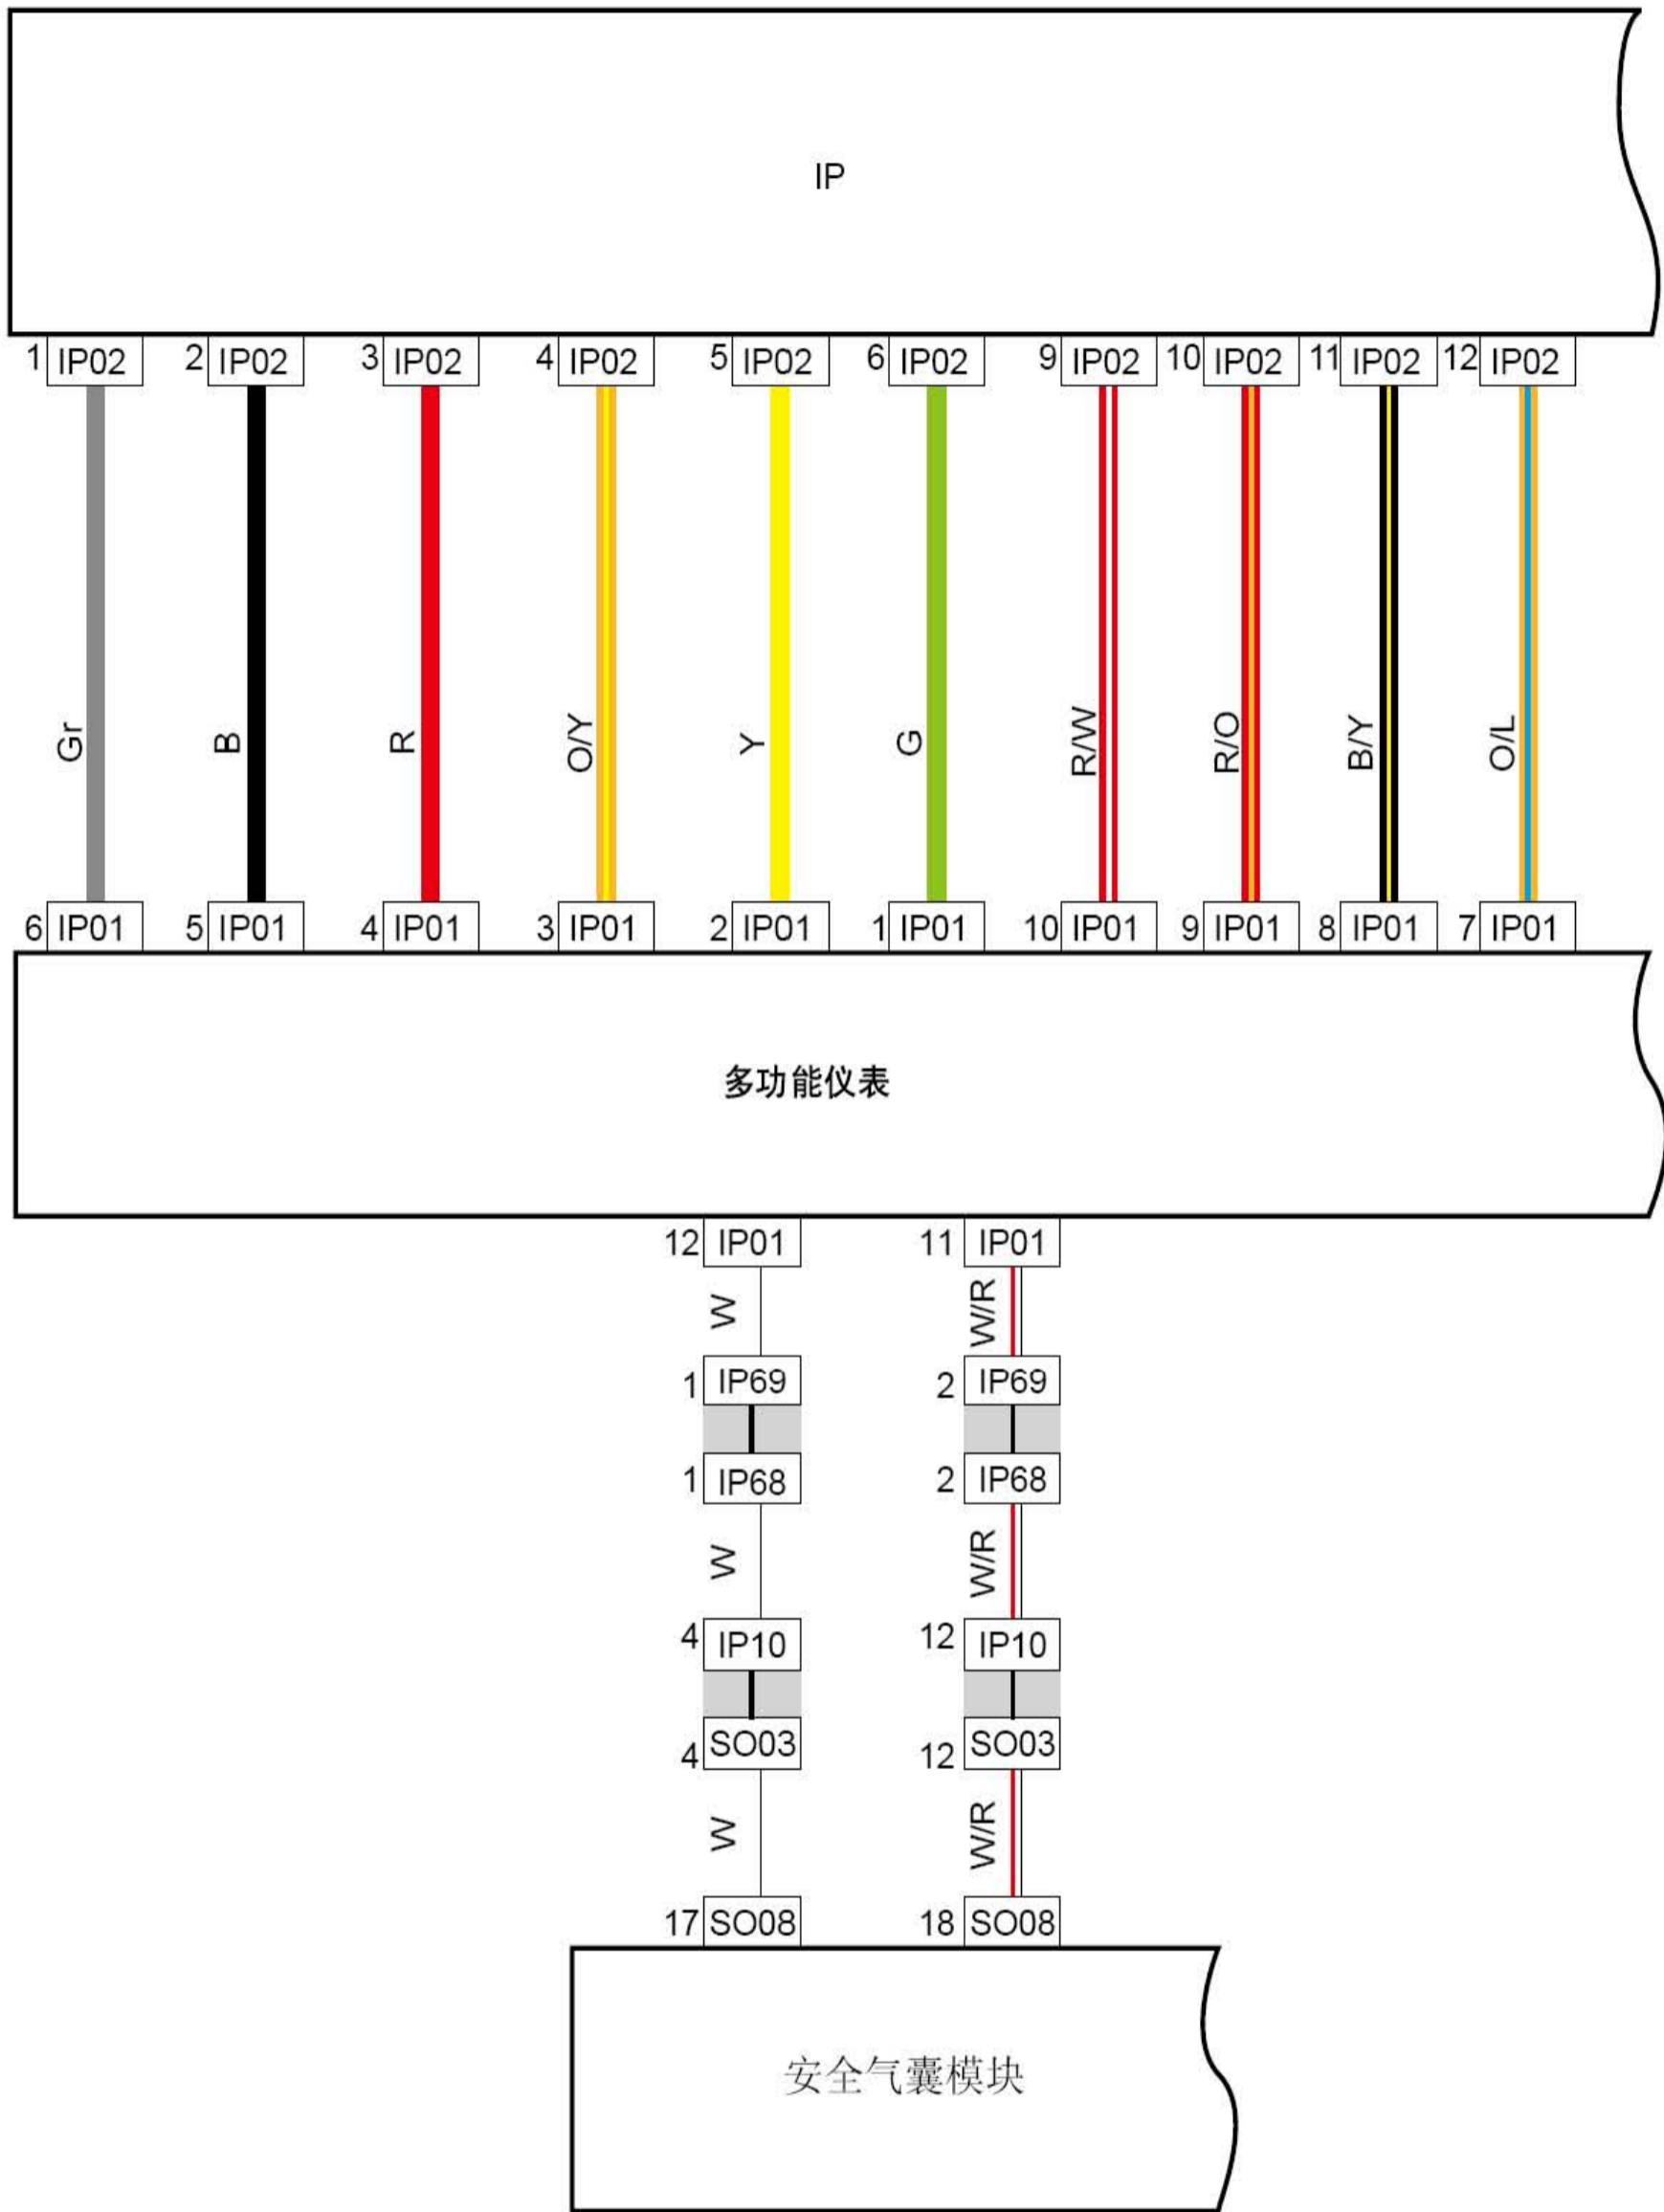 IP
1 IP02 2 IP02 3 IP02 4 IP02 5 IP02 6 IP02 9 IP02 10 IP02 11 IP02 12 IP02
Gr B R O/Y Y G R/W R/O B/Y O/L
6 IP01 5 IP01 4 IP01 3 IP01 2 IP01 1 IP01 10 IP01 9 IP01 8 IP01 7 IP01
多功能仪表
12 IP01 11 IP01
W W/R
1 IP69 2 IP69
1 IP68 2 IP68
W W/R
4 IP10 12 IP10
4 SO03 12 SO03
W W/R
17 SO08 18 SO08
安全气囊模块